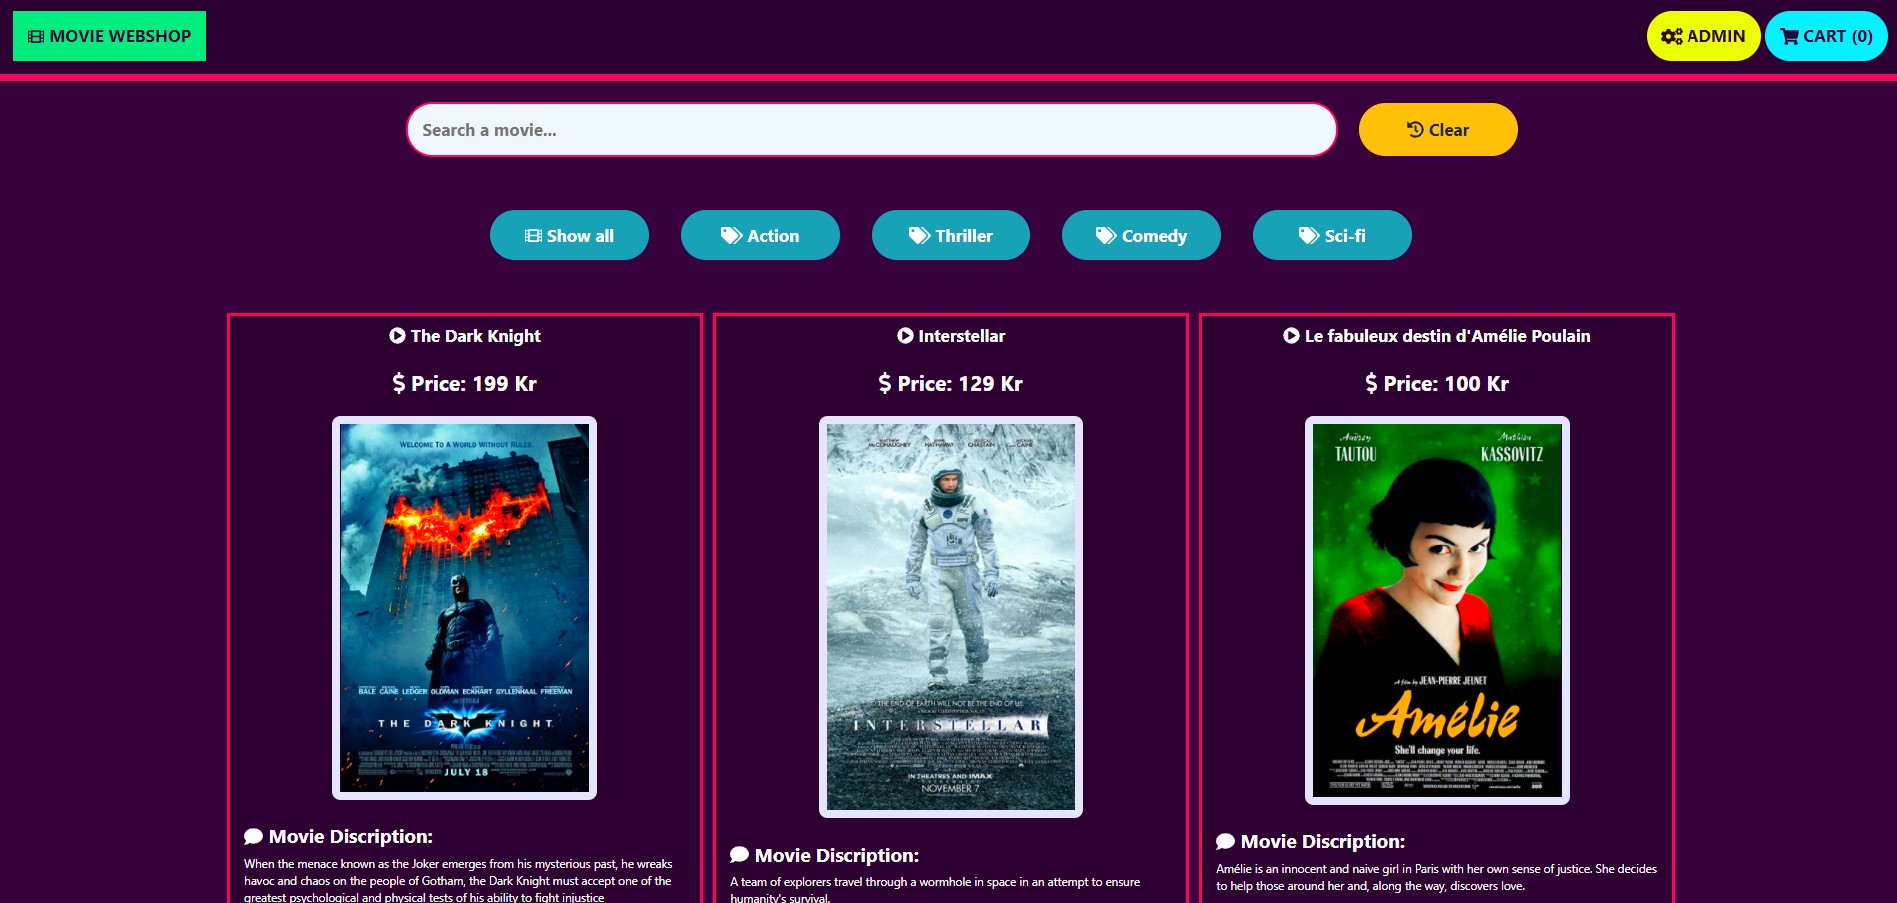 MOVIE WEBSHOP
ADMIN
CART (0)
Search a movie...
Clear
Show all
Action
Thriller
Comedy
Sci-fi
The Dark Knight
$ Price: 199 Kr
WELCOME TO A WORLD WITHOUT RULES.
BALE CAINE LEDGER OLDMAN ECKHART GYLLENHAAL FREEMAN
THE DARK KNIGHT
JULY 18
Movie Discription:
When the menace known as the Joker emerges from his mysterious past, he wreaks
havoc and chaos on the people of Gotham, the Dark Knight must accept one of the
greatest psychological and physical tests of his ability to fight injustice
Interstellar
$ Price: 129 Kr
MATTHEW McCONAUGHEY
ANNE HATHAWAY
JESSICA CHASTAIN
MICHAEL CAINE
THE END OF EARTH WILL NOT BE THE END OF US
INTERSTELLAR
IN THEATRES AND IMAX
NOVEMBER 7
Movie Discription:
A team of explorers travel through a wormhole in space in an attempt to ensure
humanity's survival.
Le fabuleux destin d'Amélie Poulain
$ Price: 100 Kr
Audrey
TAUTOU
Mathieu
KASSOVITZ
A film by JEAN-PIERRE JEUNET
Amélie
She'll change your life.
Movie Discription:
Amélie is an innocent and naive girl in Paris with her own sense of justice. She decides
to help those around her and, along the way, discovers love.